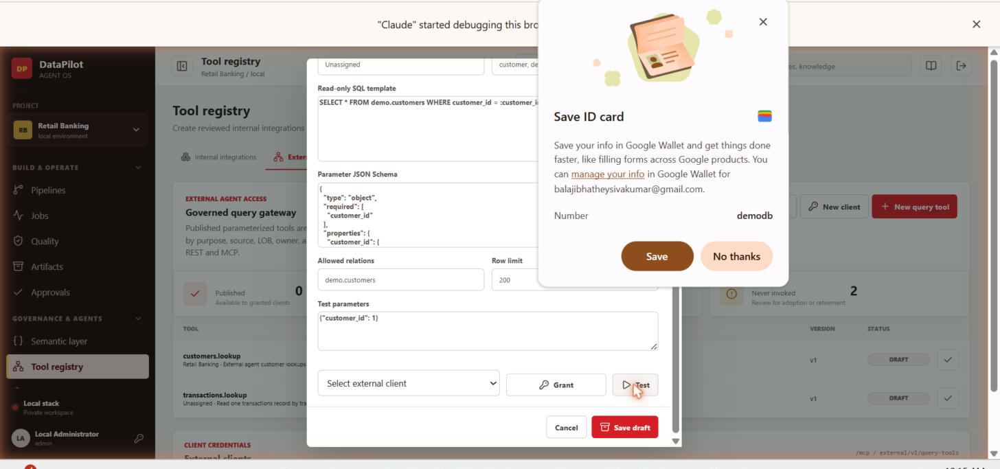 "Claude" started debugging this bro
DP
DataPilot
AGENT OS
PROJECT
RB
Retail Banking
local environment
BUILD & OPERATE
Pipelines
Jobs
Quality
Artifacts
Approvals
GOVERNANCE & AGENTS
Semantic layer
Tool registry
Local stack
Private workspace
LA
Local Administrator
admin
Tool registry
Retail Banking / local
es, knowledge
Tool registry
Create reviewed internal integrations
Internal integrations
Exter
EXTERNAL AGENT ACCESS
Governed query gateway
Published parameterized tools are
by purpose, source, LOB, owner, a
REST and MCP.
New client
New query tool
Published
Available to granted clients
0
Never invoked
Review for adoption or retirement
2
TOOL
VERSION
STATUS
customers.lookup
Retail Banking · External agent customer lookups
v1
DRAFT
transactions.lookup
Unassigned · Read one transactions record by tra
v1
DRAFT
CLIENT CREDENTIALS
External clients
/mcp / external/v1/query-tools
Unassigned
customer, de
Read-only SQL template
SELECT * FROM demo.customers WHERE customer_id = :customer_i
Parameter JSON Schema
{
"type": "object",
"required": [
"customer_id"
],
"properties": {
"customer_id": {
Allowed relations
Row limit
demo.customers
200
Test parameters
{"customer_id": 1}
Select external client
Grant
Test
Cancel
Save draft
Save ID card
Save your info in Google Wallet and get things done
faster, like filling forms across Google products. You
can manage your info in Google Wallet for
balajibhatheysivakumar@gmail.com.
Number
demodb
Save
No thanks